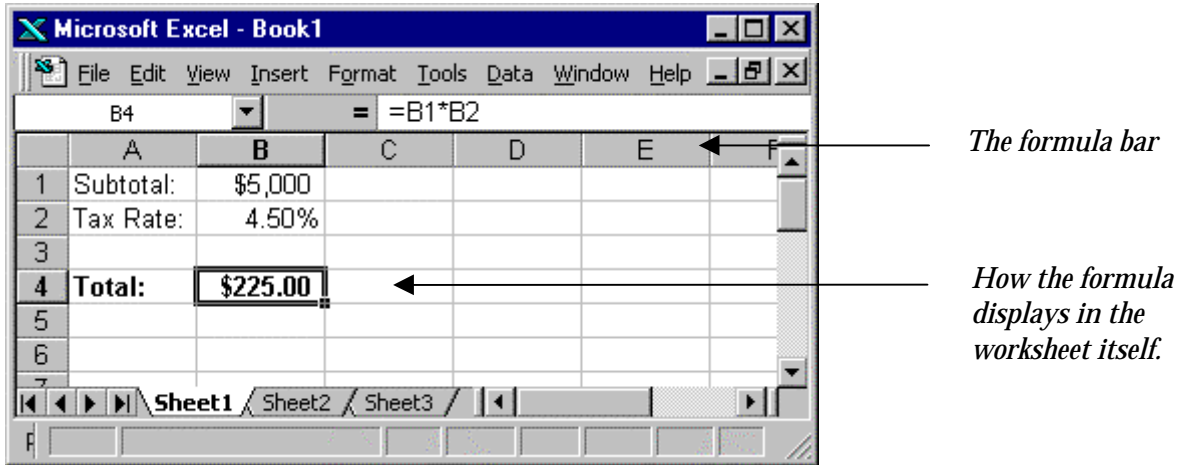 Microsoft Excel - Book1
File Edit View Insert Format Tools Data Window Help
B4 = =B1*B2
The formula bar
A B C D E F
1 Subtotal: $5,000
2 Tax Rate: 4.50%
3
4 Total: $225.00
How the formula
displays in the
worksheet itself.
5
6
7
Sheet1 Sheet2 Sheet3